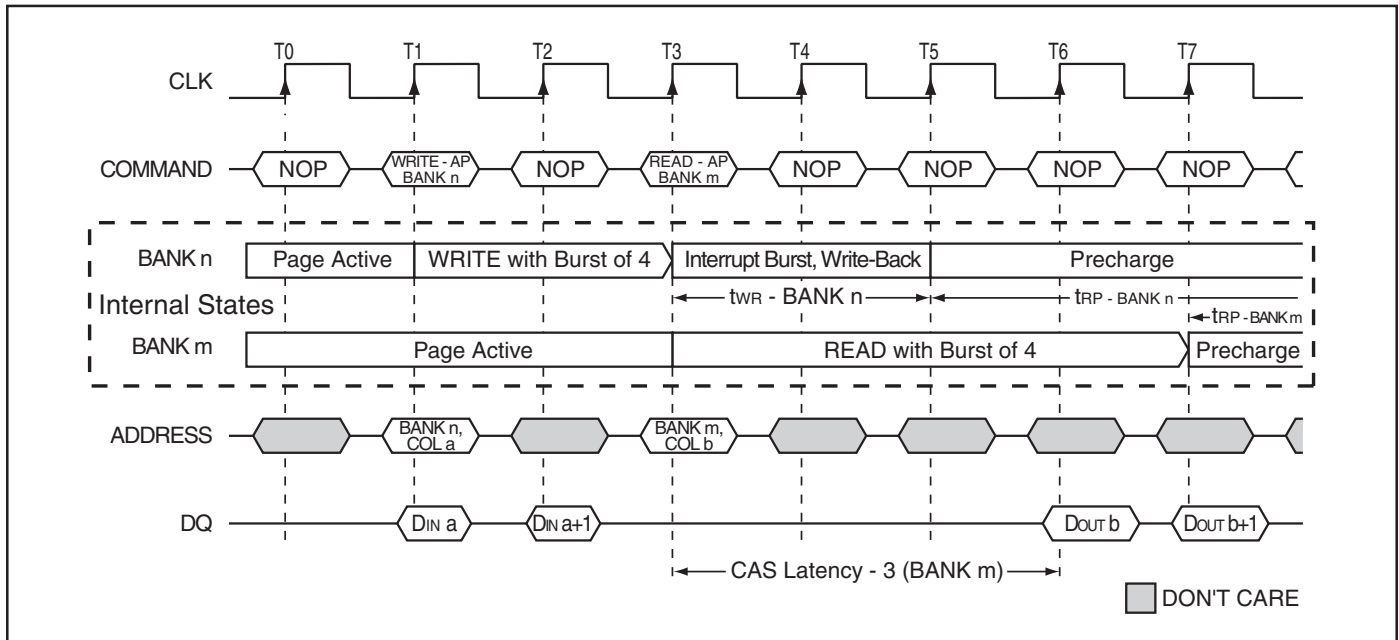 T0 T1 T2 T3 T4 T5 T6 T7
CLK
COMMAND NOP WRITE - AP BANK n NOP READ - AP BANK m NOP NOP NOP NOP
BANK n Page Active WRITE with Burst of 4 Interrupt Burst, Write-Back Precharge
tWR - BANK n tRP - BANK n
Internal States
tRP - BANK m
BANK m Page Active READ with Burst of 4 Precharge
ADDRESS BANK n, COL a BANK m, COL b
DQ DIN a DIN a+1 DOUT b DOUT b+1
CAS Latency - 3 (BANK m)
DON'T CARE